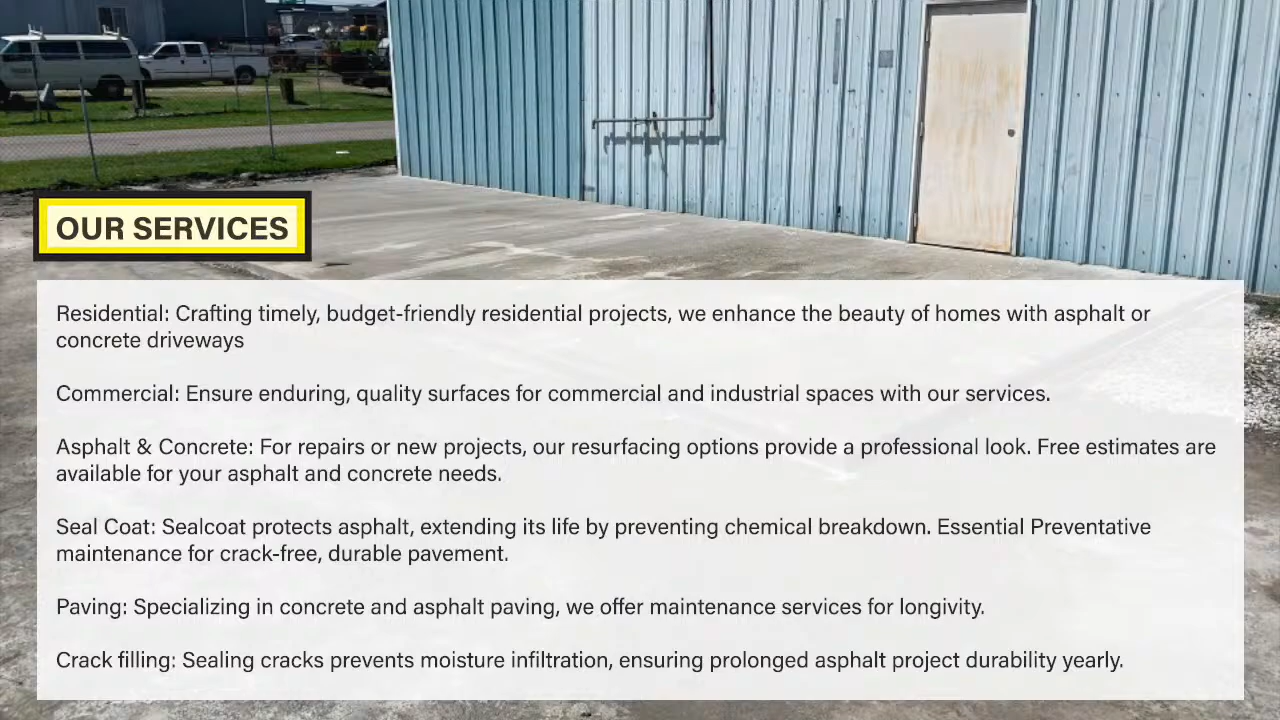 OUR SERVICES
Residential: Crafting timely, budget-friendly residential projects, we enhance the beauty of homes with asphalt or
concrete driveways
Commercial: Ensure enduring, quality surfaces for commercial and industrial spaces with our services.
Asphalt & Concrete: For repairs or new projects, our resurfacing options provide a professional look. Free estimates are
available for your asphalt and concrete needs.
Seal Coat: Sealcoat protects asphalt, extending its life by preventing chemical breakdown. Essential Preventative
maintenance for crack-free, durable pavement.
Paving: Specializing in concrete and asphalt paving, we offer maintenance services for longivity.
Crack filling: Sealing cracks prevents moisture infiltration, ensuring prolonged asphalt project durability yearly.